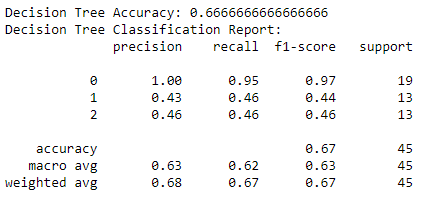 Decision Tree Accuracy: 0.6666666666666666
Decision Tree Classification Report:
precision recall f1-score support
0 1.00 0.95 0.97 19
1 0.43 0.46 0.44 13
2 0.46 0.46 0.46 13
accuracy 0.67 45
macro avg 0.63 0.62 0.63 45
weighted avg 0.68 0.67 0.67 45